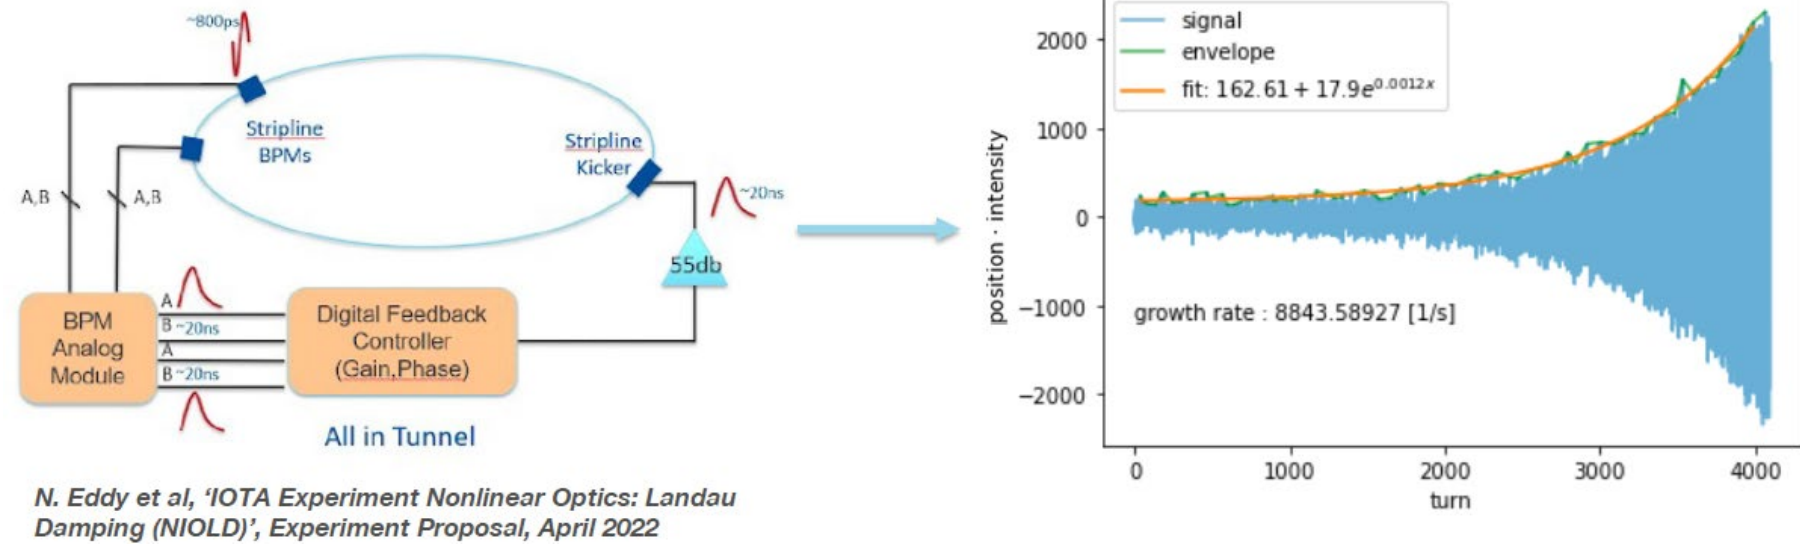 ~800ps
Stripline
BPMs
Stripline
Kicker
~20ns
A,B
A,B
55db
BPM
Analog
Module
A
B ~20ns
A
B ~20ns
Digital Feedback
Controller
(Gain,Phase)
All in Tunnel
N. Eddy et al, ‘IOTA Experiment Nonlinear Optics: Landau
Damping (NIOLD)’, Experiment Proposal, April 2022
signal
envelope
fit: 162.61 + 17.9e^0.0012x
growth rate : 8843.58927 [1/s]
position · intensity
2000
1000
0
−1000
−2000
0 1000 2000 3000 4000
turn